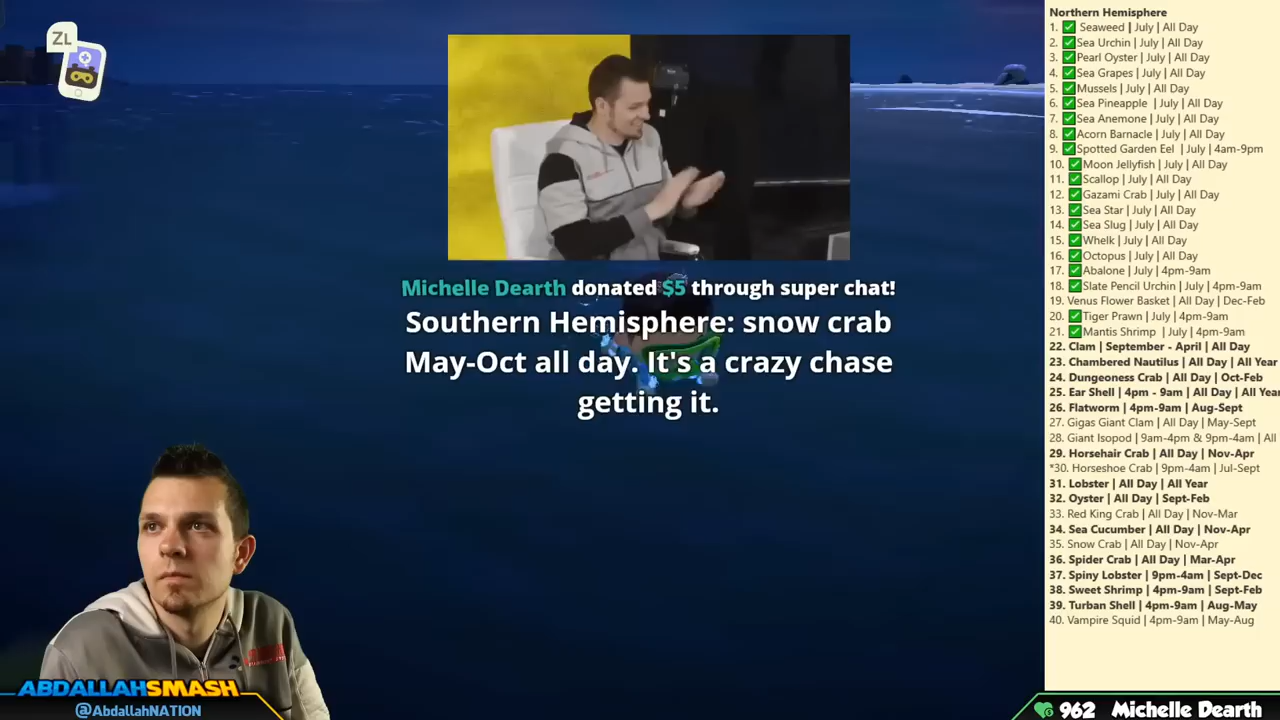 ZL
Michelle Dearth donated $5 through super chat!
Southern Hemisphere: snow crab
May-Oct all day. It's a crazy chase
getting it.
ABDALLAHSMASH
@AbdallahNATION
Northern Hemisphere
1. ✅ Seaweed | July | All Day
2. ✅Sea Urchin | July | All Day
3. ✅Pearl Oyster | July | All Day
4. ✅Sea Grapes | July | All Day
5. ✅Mussels | July | All Day
6. ✅Sea Pineapple | July | All Day
7. ✅Sea Anemone | July | All Day
8. ✅Acorn Barnacle | July | All Day
9. ✅Spotted Garden Eel | July | 4am-9pm
10. ✅Moon Jellyfish | July | All Day
11. ✅Scallop | July | All Day
12. ✅Gazami Crab | July | All Day
13. ✅Sea Star | July | All Day
14. ✅Sea Slug | July | All Day
15. ✅Whelk | July | All Day
16. ✅Octopus | July | All Day
17. ✅Abalone | July | 4pm-9am
18. ✅Slate Pencil Urchin | July | 4pm-9am
19. Venus Flower Basket | All Day | Dec-Feb
20. ✅Tiger Prawn | July | 4pm-9am
21. ✅Mantis Shrimp | July | 4pm-9am
22. Clam | September - April | All Day
23. Chambered Nautilus | All Day | All Year
24. Dungeoness Crab | All Day | Oct-Feb
25. Ear Shell | 4pm - 9am | All Day | All Year
26. Flatworm | 4pm-9am | Aug-Sept
27. Gigas Giant Clam | All Day | May-Sept
28. Giant Isopod | 9am-4pm & 9pm-4am | All
29. Horsehair Crab | All Day | Nov-Apr
*30. Horseshoe Crab | 9pm-4am | Jul-Sept
31. Lobster | All Day | All Year
32. Oyster | All Day | Sept-Feb
33. Red King Crab | All Day | Nov-Mar
34. Sea Cucumber | All Day | Nov-Apr
35. Snow Crab | All Day | Nov-Apr
36. Spider Crab | All Day | Mar-Apr
37. Spiny Lobster | 9pm-4am | Sept-Dec
38. Sweet Shrimp | 4pm-9am | Sept-Feb
39. Turban Shell | 4pm-9am | Aug-May
40. Vampire Squid | 4pm-9am | May-Aug
962 Michelle Dearth